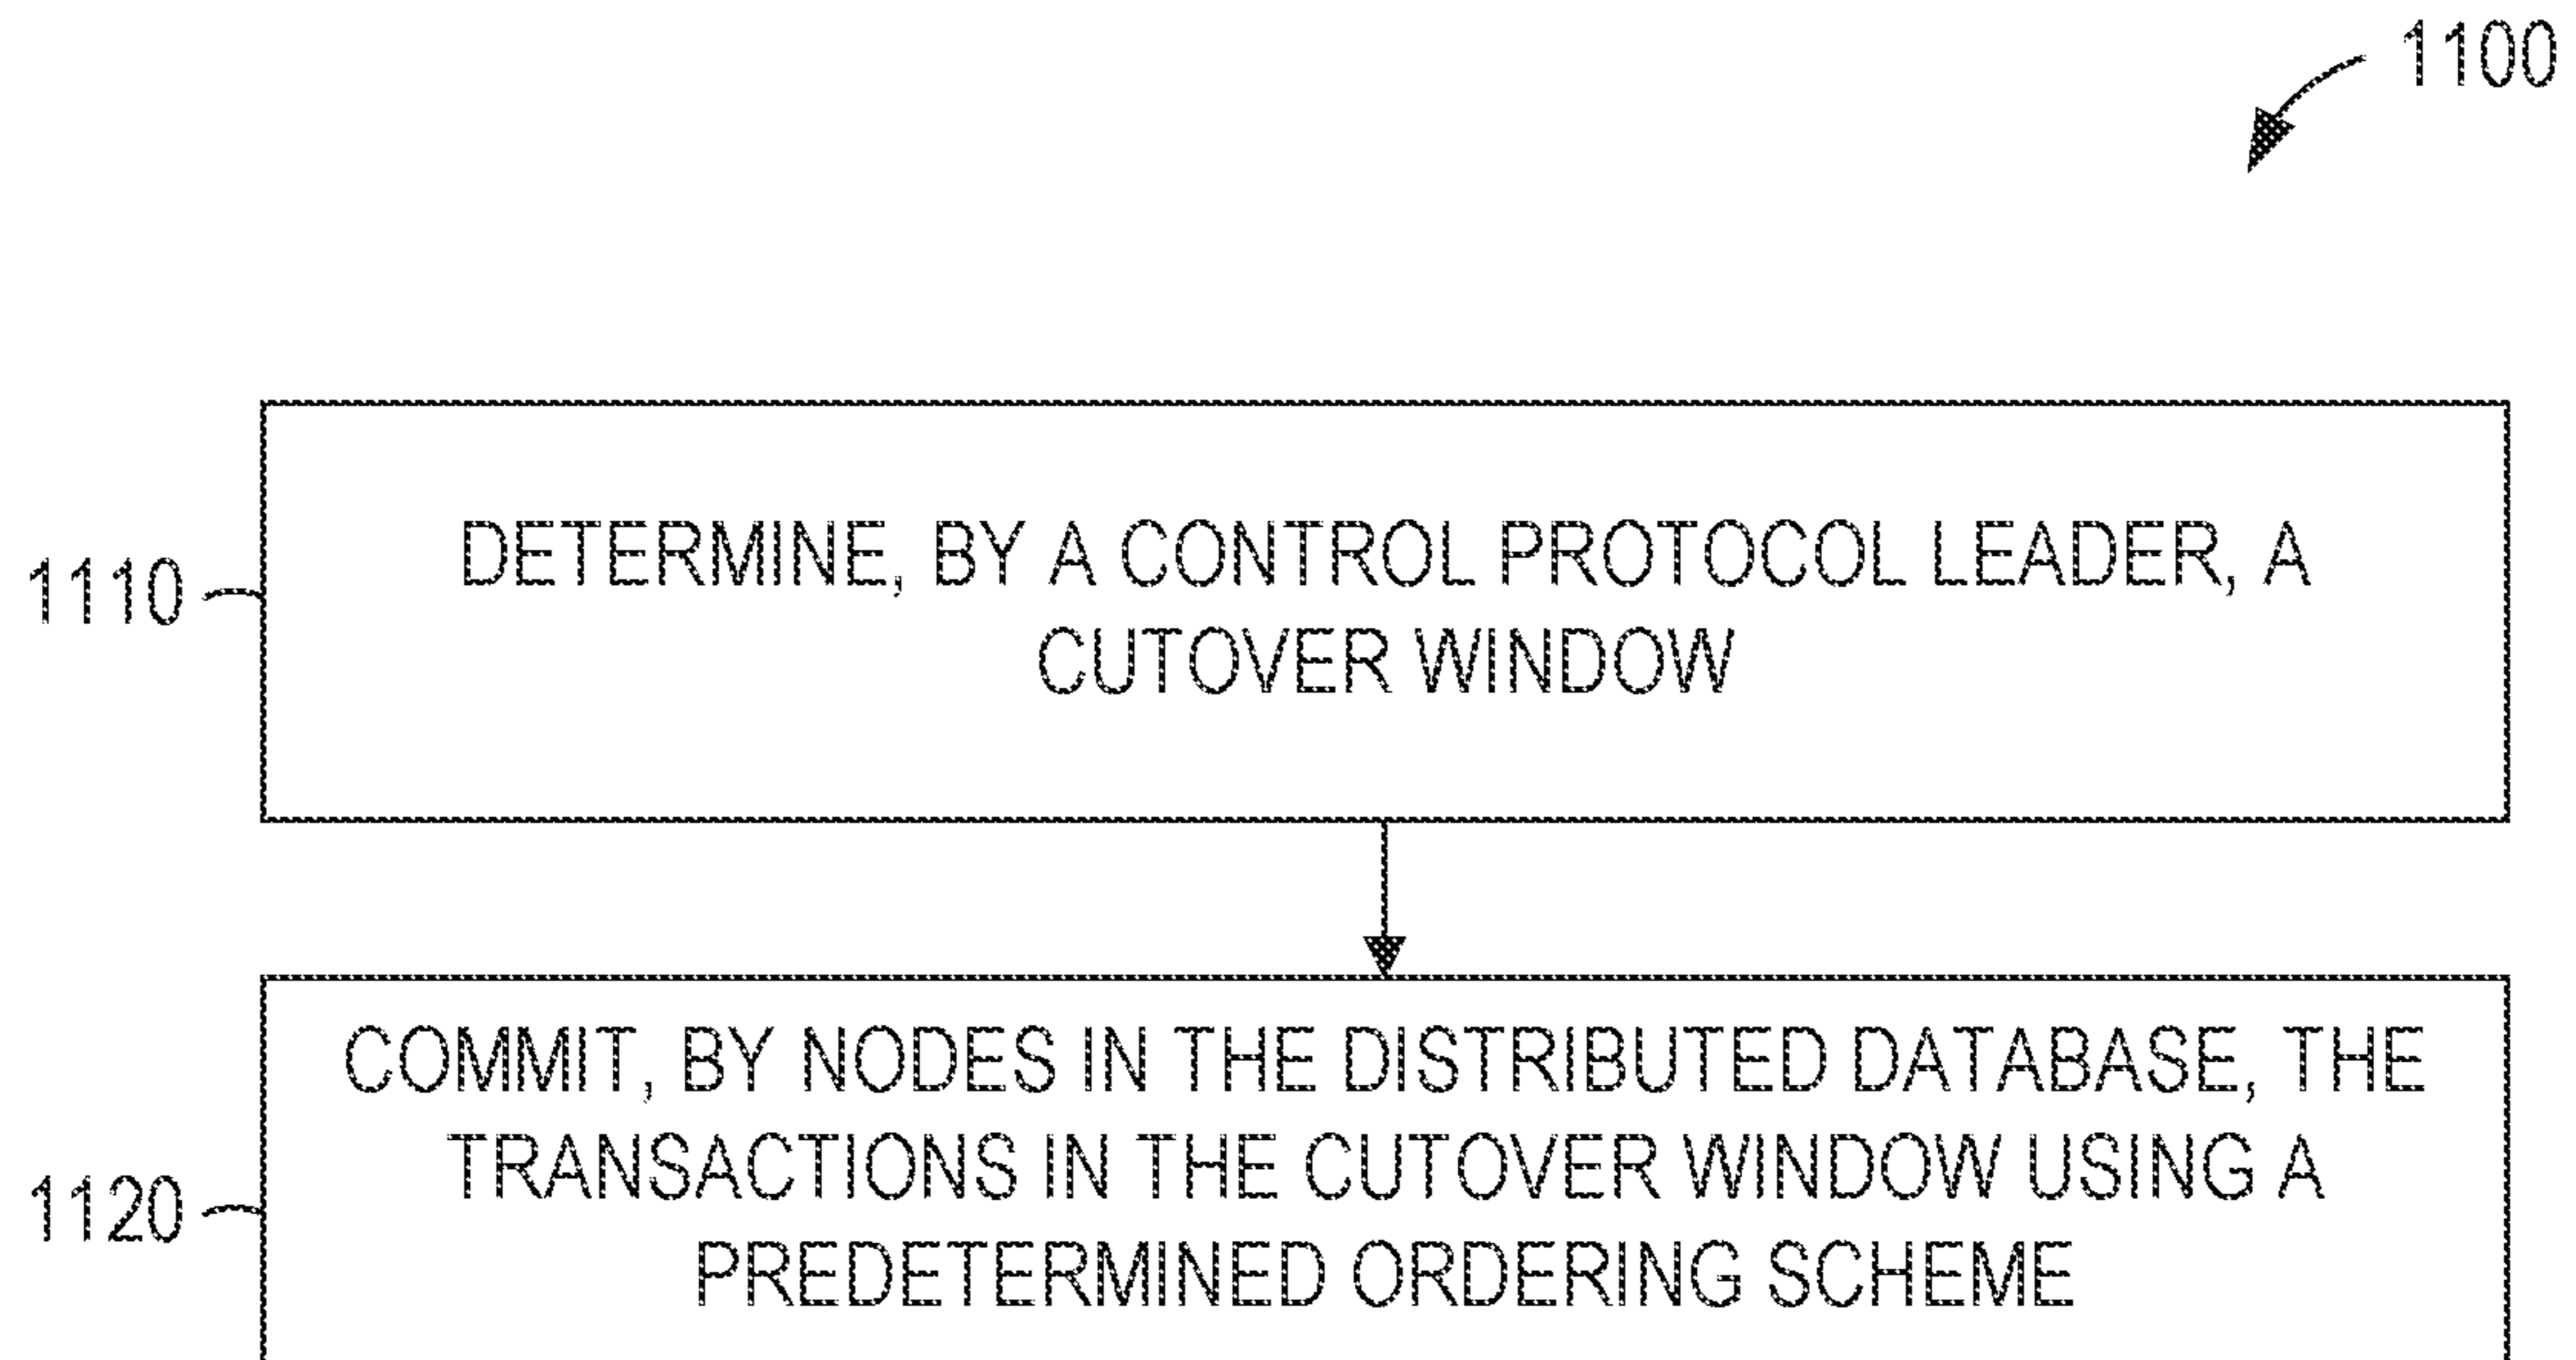 1100
1110
DETERMINE, BY A CONTROL PROTOCOL LEADER, A
CUTOVER WINDOW
1120
COMMIT, BY NODES IN THE DISTRIBUTED DATABASE, THE
TRANSACTIONS IN THE CUTOVER WINDOW USING A
PREDETERMINED ORDERING SCHEME